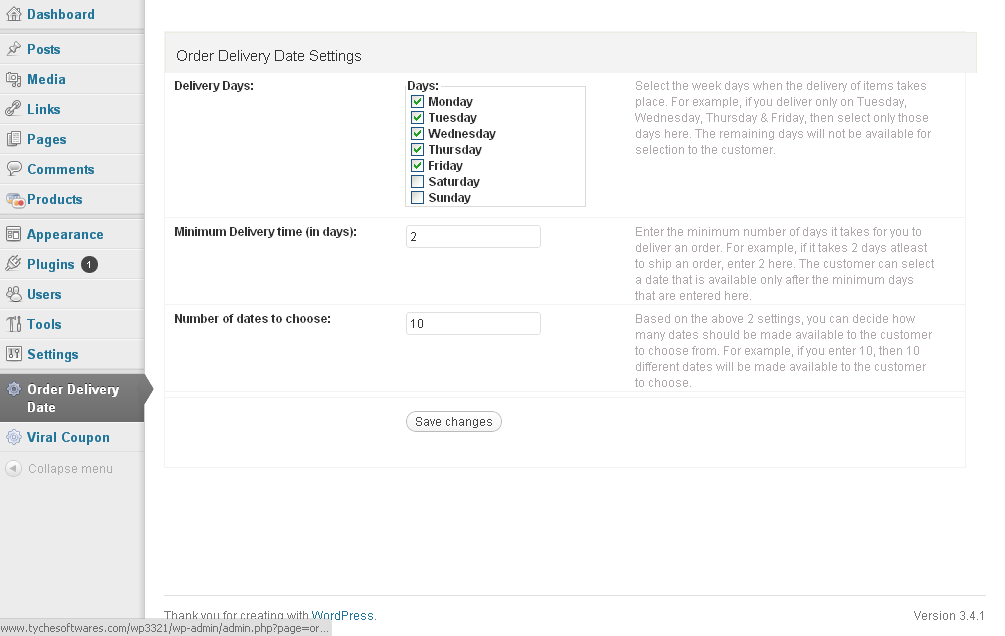 Dashboard
Posts
Media
Links
Pages
Comments
Products
Appearance
Plugins 1
Users
Tools
Settings
Order Delivery
Date
Viral Coupon
Collapse menu
Order Delivery Date Settings
Delivery Days:
Days:
Monday
Tuesday
Wednesday
Thursday
Friday
Saturday
Sunday
Select the week days when the delivery of items takes
place. For example, if you deliver only on Tuesday,
Wednesday, Thursday & Friday, then select only those
days here. The remaining days will not be available for
selection to the customer.
Minimum Delivery time (in days):
2
Enter the minimum number of days it takes for you to
deliver an order. For example, if it takes 2 days atleast
to ship an order, enter 2 here. The customer can select
a date that is available only after the minimum days
that are entered here.
Number of dates to choose:
10
Based on the above 2 settings, you can decide how
many dates should be made available to the customer
to choose from. For example, if you enter 10, then 10
different dates will be made available to the customer
to choose.
Save changes
Thank you for creating with WordPress.
Version 3.4.1
www.tychesoftwares.com/wp3321/wp-admin/admin.php?page=or...